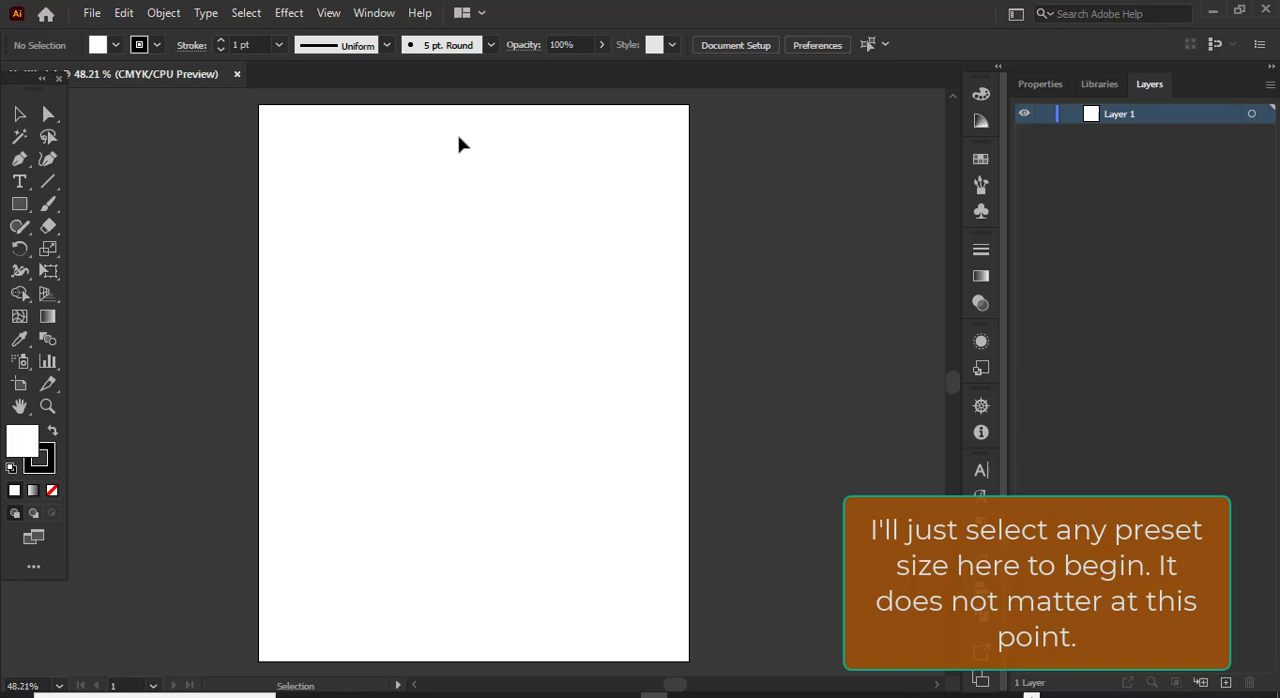 Ai File Edit Object Type Select Effect View Window Help Search Adobe Help
No Selection Stroke: 1 pt Uniform 5 pt. Round Opacity: 100% Style: Document Setup Preferences
@ 48.21 % (CMYK/CPU Preview) ×
Properties Libraries Layers
Layer 1
I'll just select any preset
size here to begin. It
does not matter at this
point.
48.21% 1 Selection 1 Layer